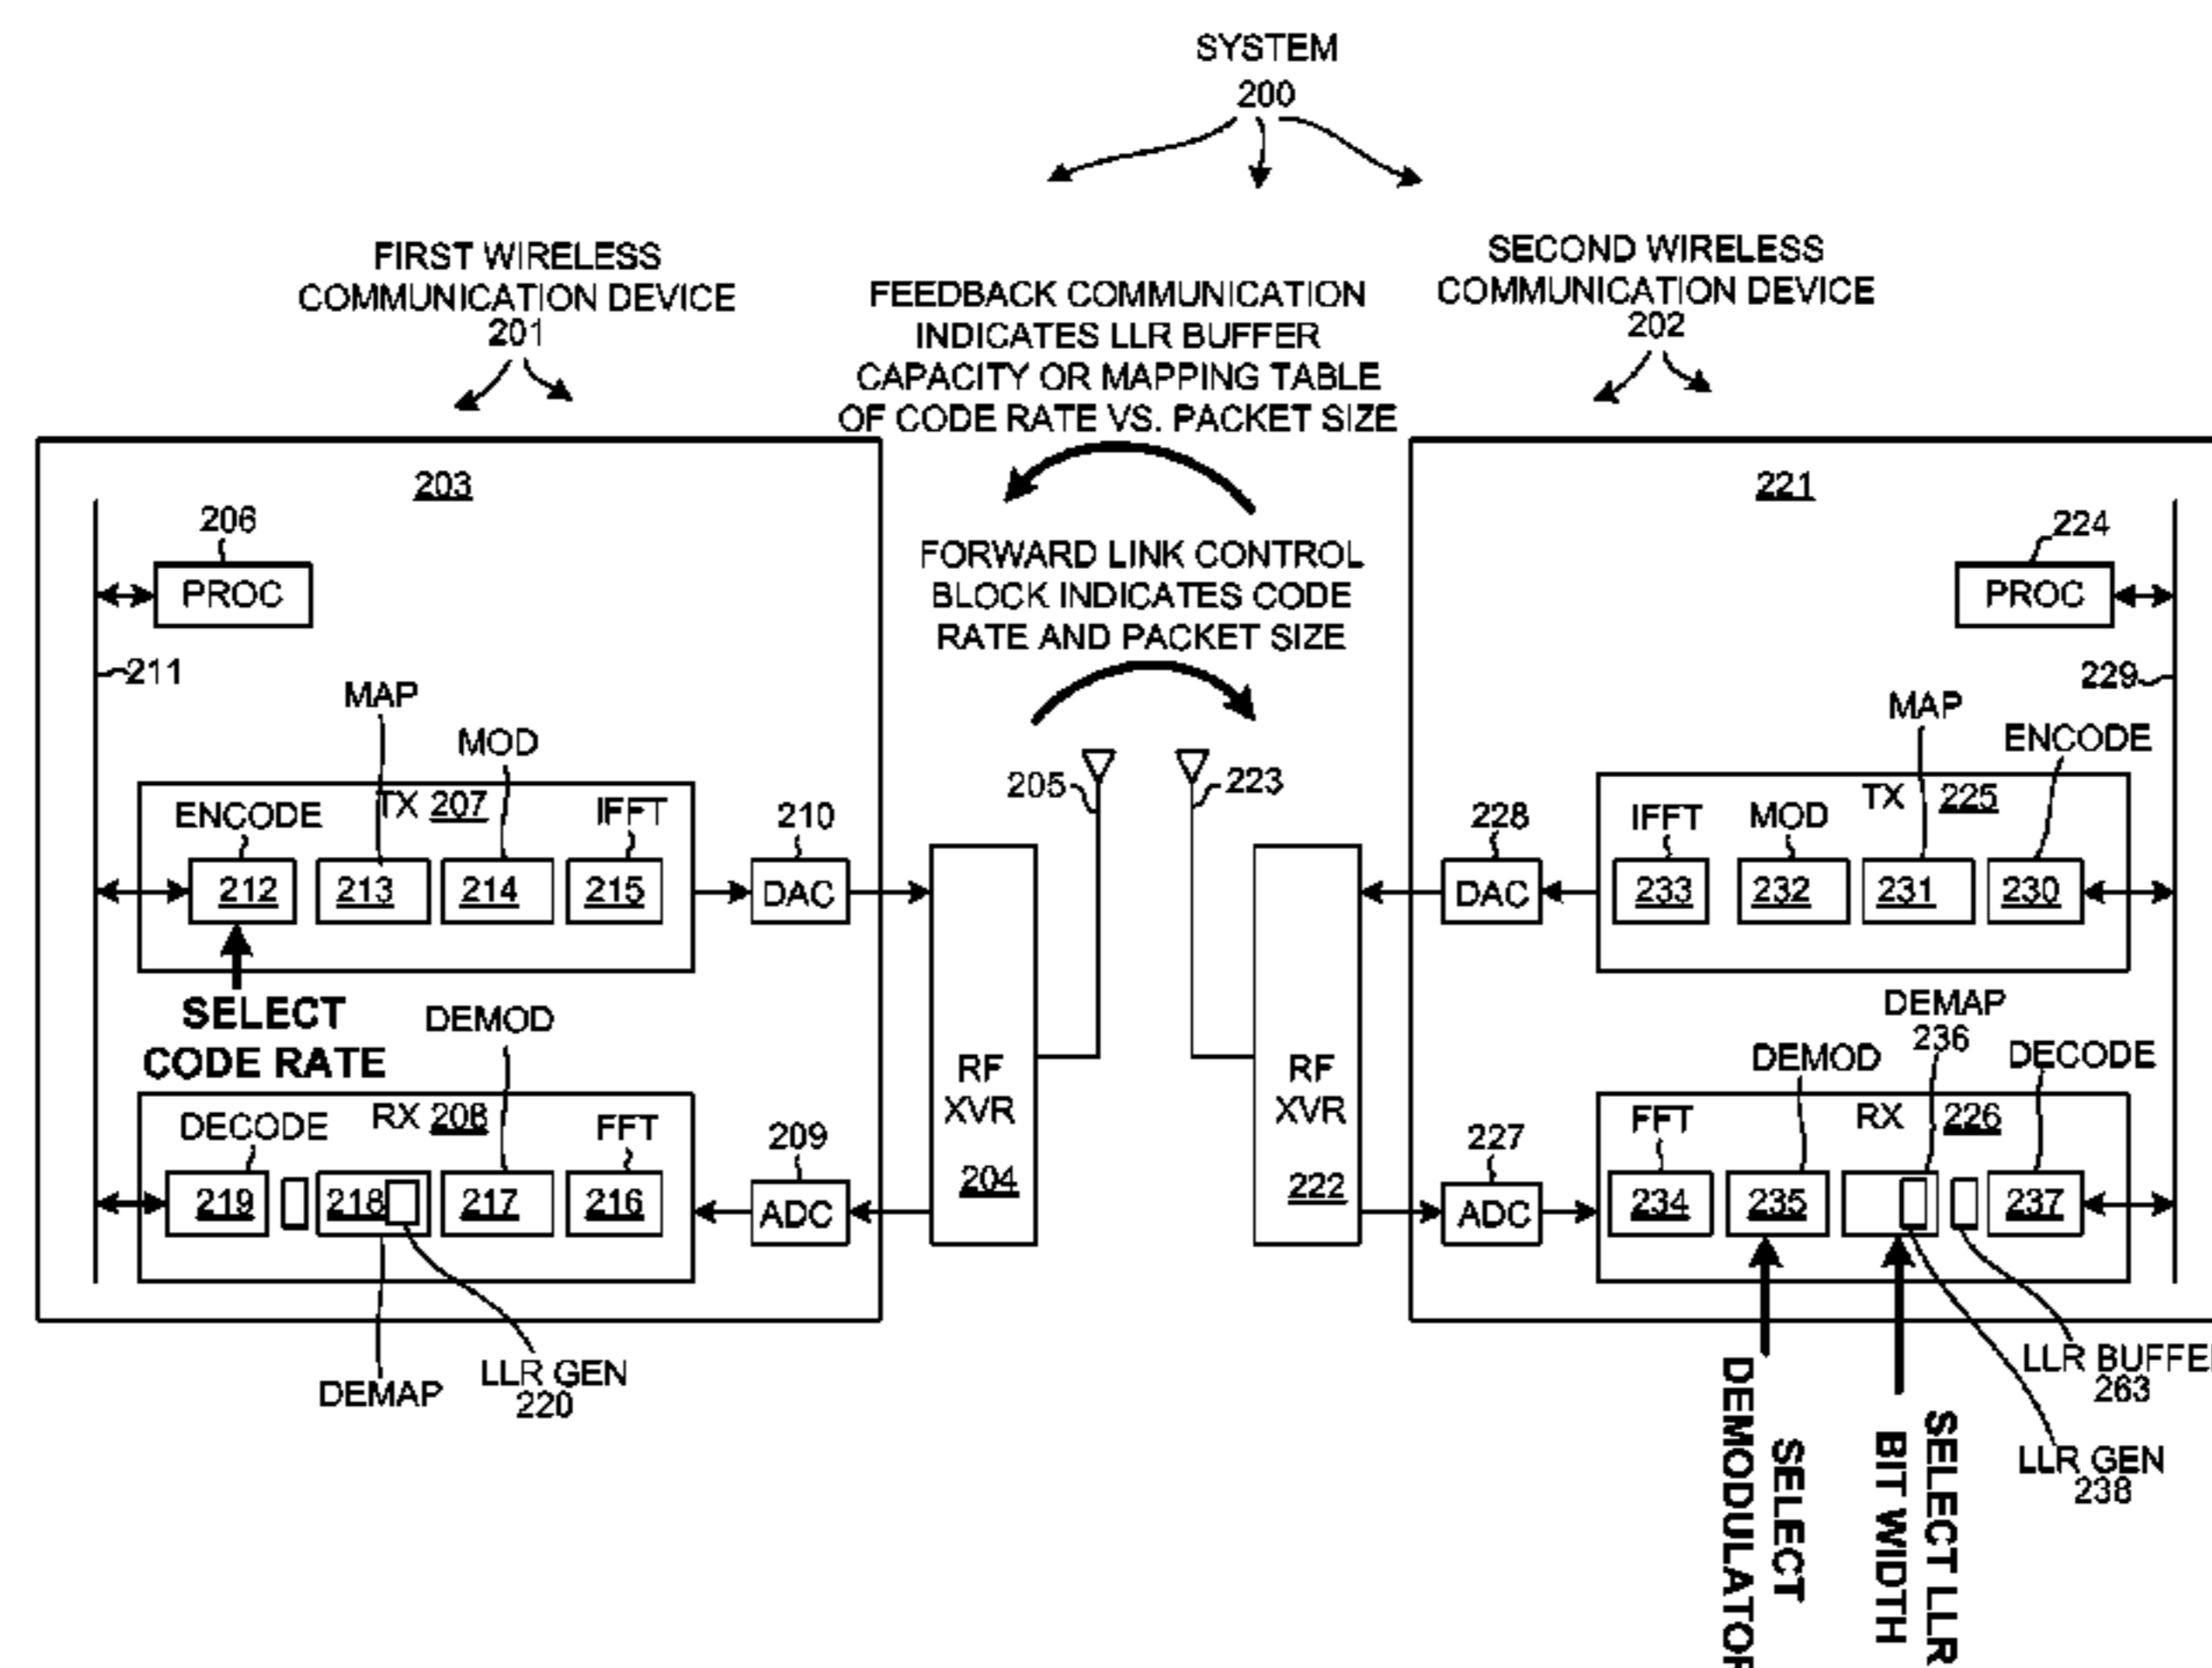 SYSTEM
200
FIRST WIRELESS
COMMUNICATION DEVICE
201
FEEDBACK COMMUNICATION
INDICATES LLR BUFFER
CAPACITY OR MAPPING TABLE
OF CODE RATE VS. PACKET SIZE
SECOND WIRELESS
COMMUNICATION DEVICE
202
203
206
PROC
211
FORWARD LINK CONTROL
BLOCK INDICATES CODE
RATE AND PACKET SIZE
221
224
PROC
229
MAP
MOD
TX 207
ENCODE
IFFT
212
213
214
215
210
DAC
SELECT
CODE RATE
DEMOD
RX 208
DECODE
FFT
219
218
217
216
209
ADC
DEMAP
LLR GEN
220
205
223
RF
XVR
204
RF
XVR
222
MAP
ENCODE
TX 225
IFFT
MOD
228
DAC
233
232
231
230
DEMAP
236
DEMOD
DECODE
RX 226
FFT
227
ADC
234
235
237
LLR BUFFE
263
LLR GEN
238
SELECT
DEMODULATOR
SELECT LLR
BIT WIDTH